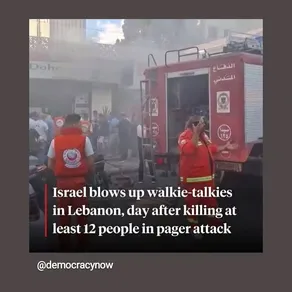 Israel blows up walkie-talkies
in Lebanon, day after killing at
least 12 people in pager attack
@democracynow